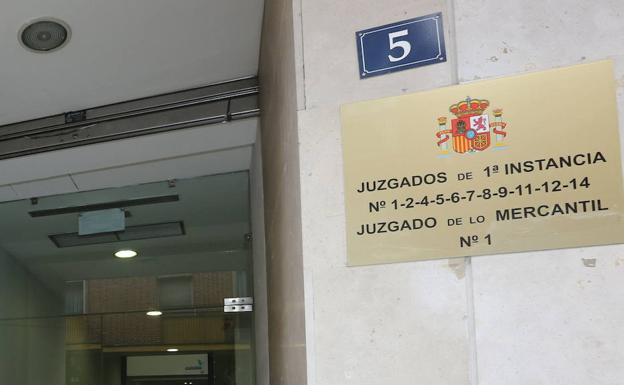 5
JUZGADOS DE 1ª INSTANCIA
Nº 1-2-4-5-6-7-8-9-11-12-14
JUZGADO DE LO MERCANTIL
Nº 1